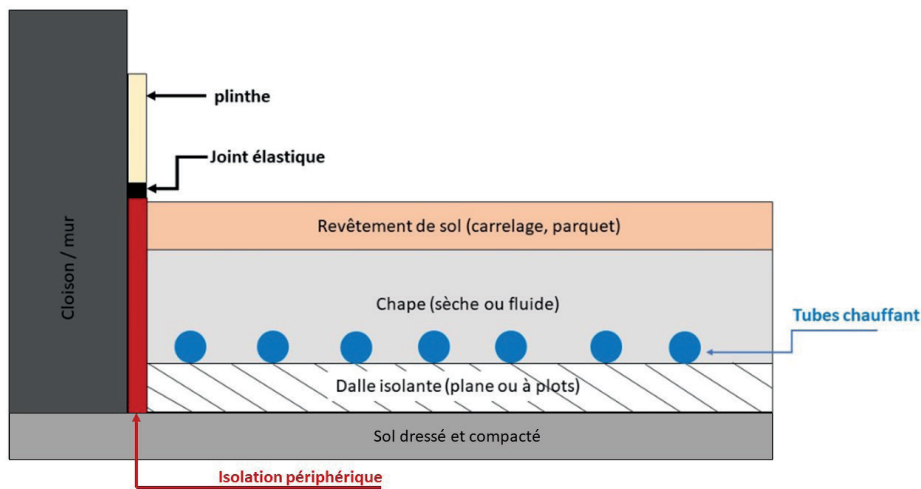 plinthe
Joint élastique
Cloison / mur
Revêtement de sol (carrelage, parquet)
Chape (sèche ou fluide)
Tubes chauffant
Dalle isolante (plane ou à plots)
Sol dressé et compacté
Isolation périphérique